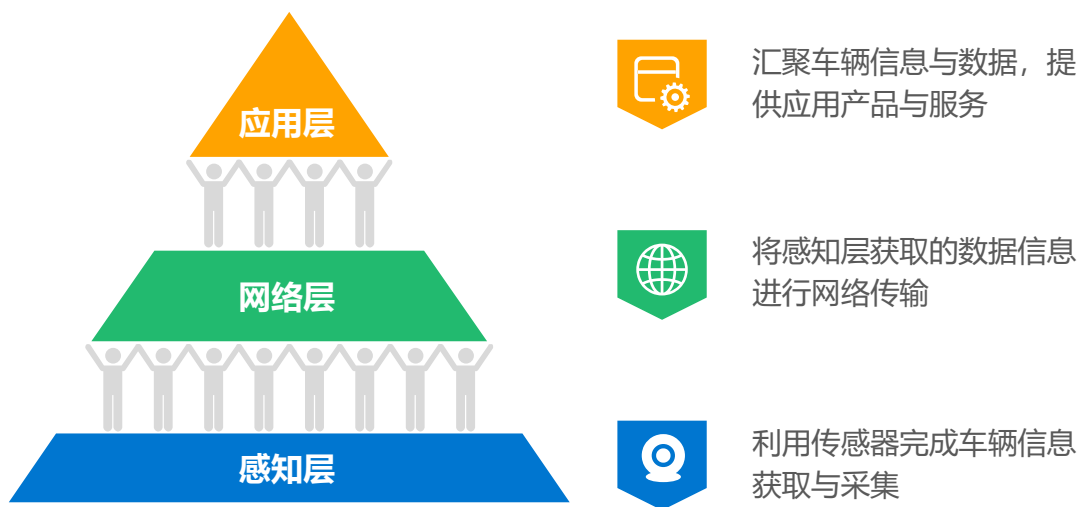 应用层
汇聚车辆信息与数据，提
供应用产品与服务
网络层
将感知层获取的数据信息
进行网络传输
感知层
利用传感器完成车辆信息
获取与采集